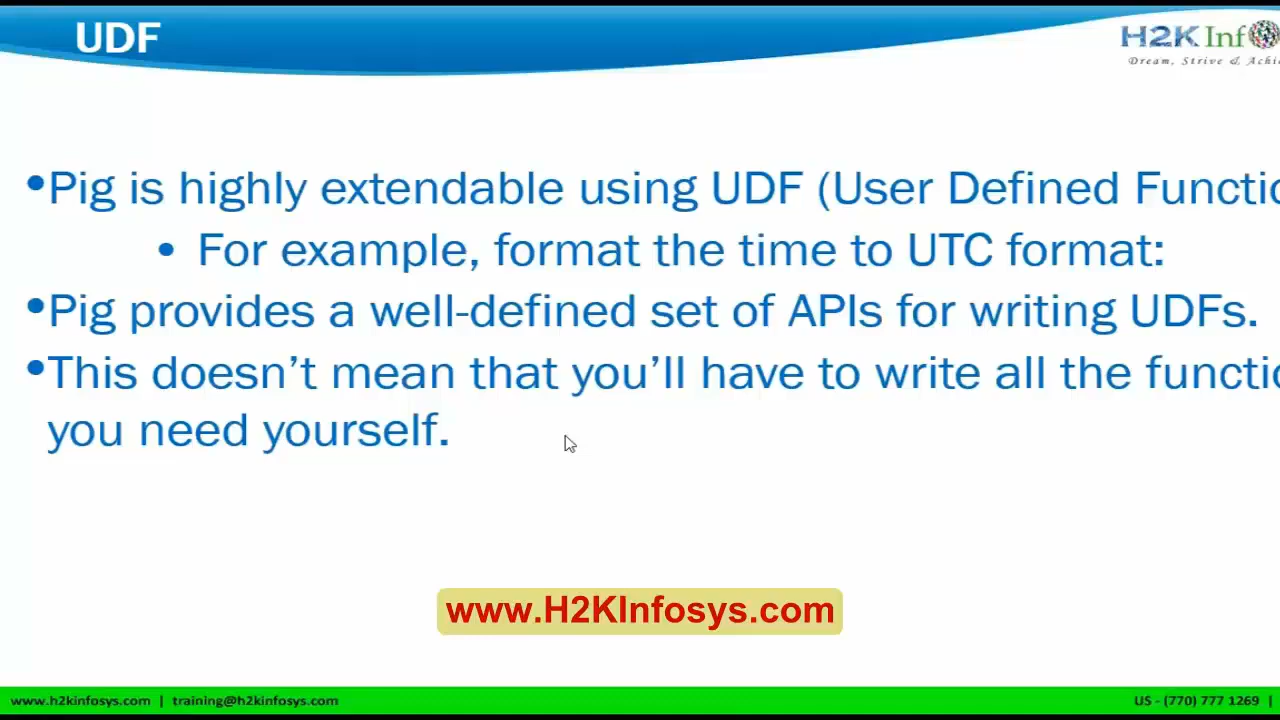 UDF
H2K Inf
Dream, Strive & Achi
•Pig is highly extendable using UDF (User Defined Functio
• For example, format the time to UTC format:
•Pig provides a well-defined set of APIs for writing UDFs.
•This doesn't mean that you'll have to write all the functio
you need yourself.
www.H2KInfosys.com
www.h2kinfosys.com | training@h2kinfosys.com
US - (770) 777 1269 |